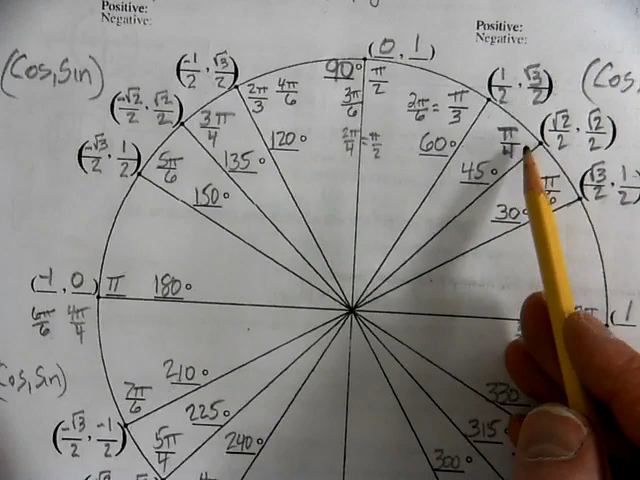 Positive:
Negative:
Positive:
Negative:
(Cos, Sin)
(Cos,
(0, 1)
90°
π/2
3π/6
2π/4 = π/2
(-1/2, √3/2)
2π/3 4π/6
120°
(-√2/2, √2/2)
3π/4
135°
(-√3/2, 1/2)
5π/6
150°
(1/2, √3/2)
2π/6 = π/3
60°
(√2/2, √2/2)
π/4
45°
(√3/2, 1/2)
30°
(-1, 0)
π
180°
6π/6 4π/4
(1
Cos, Sin)
210°
7π/6
(-√3/2, -1/2)
225°
5π/4
240°
330
315
300°